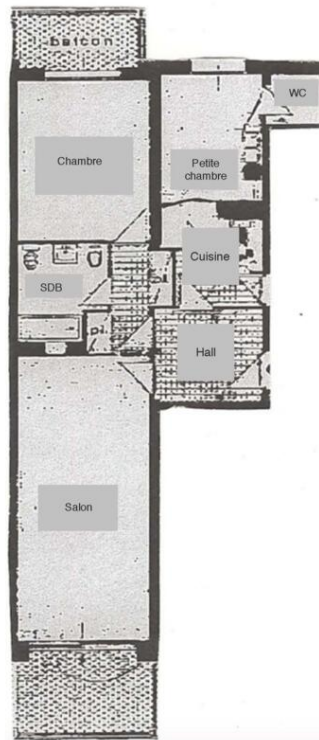 balcon
WC
Chambre
Petite
chambre
Cuisine
SDB
Hall
Salon